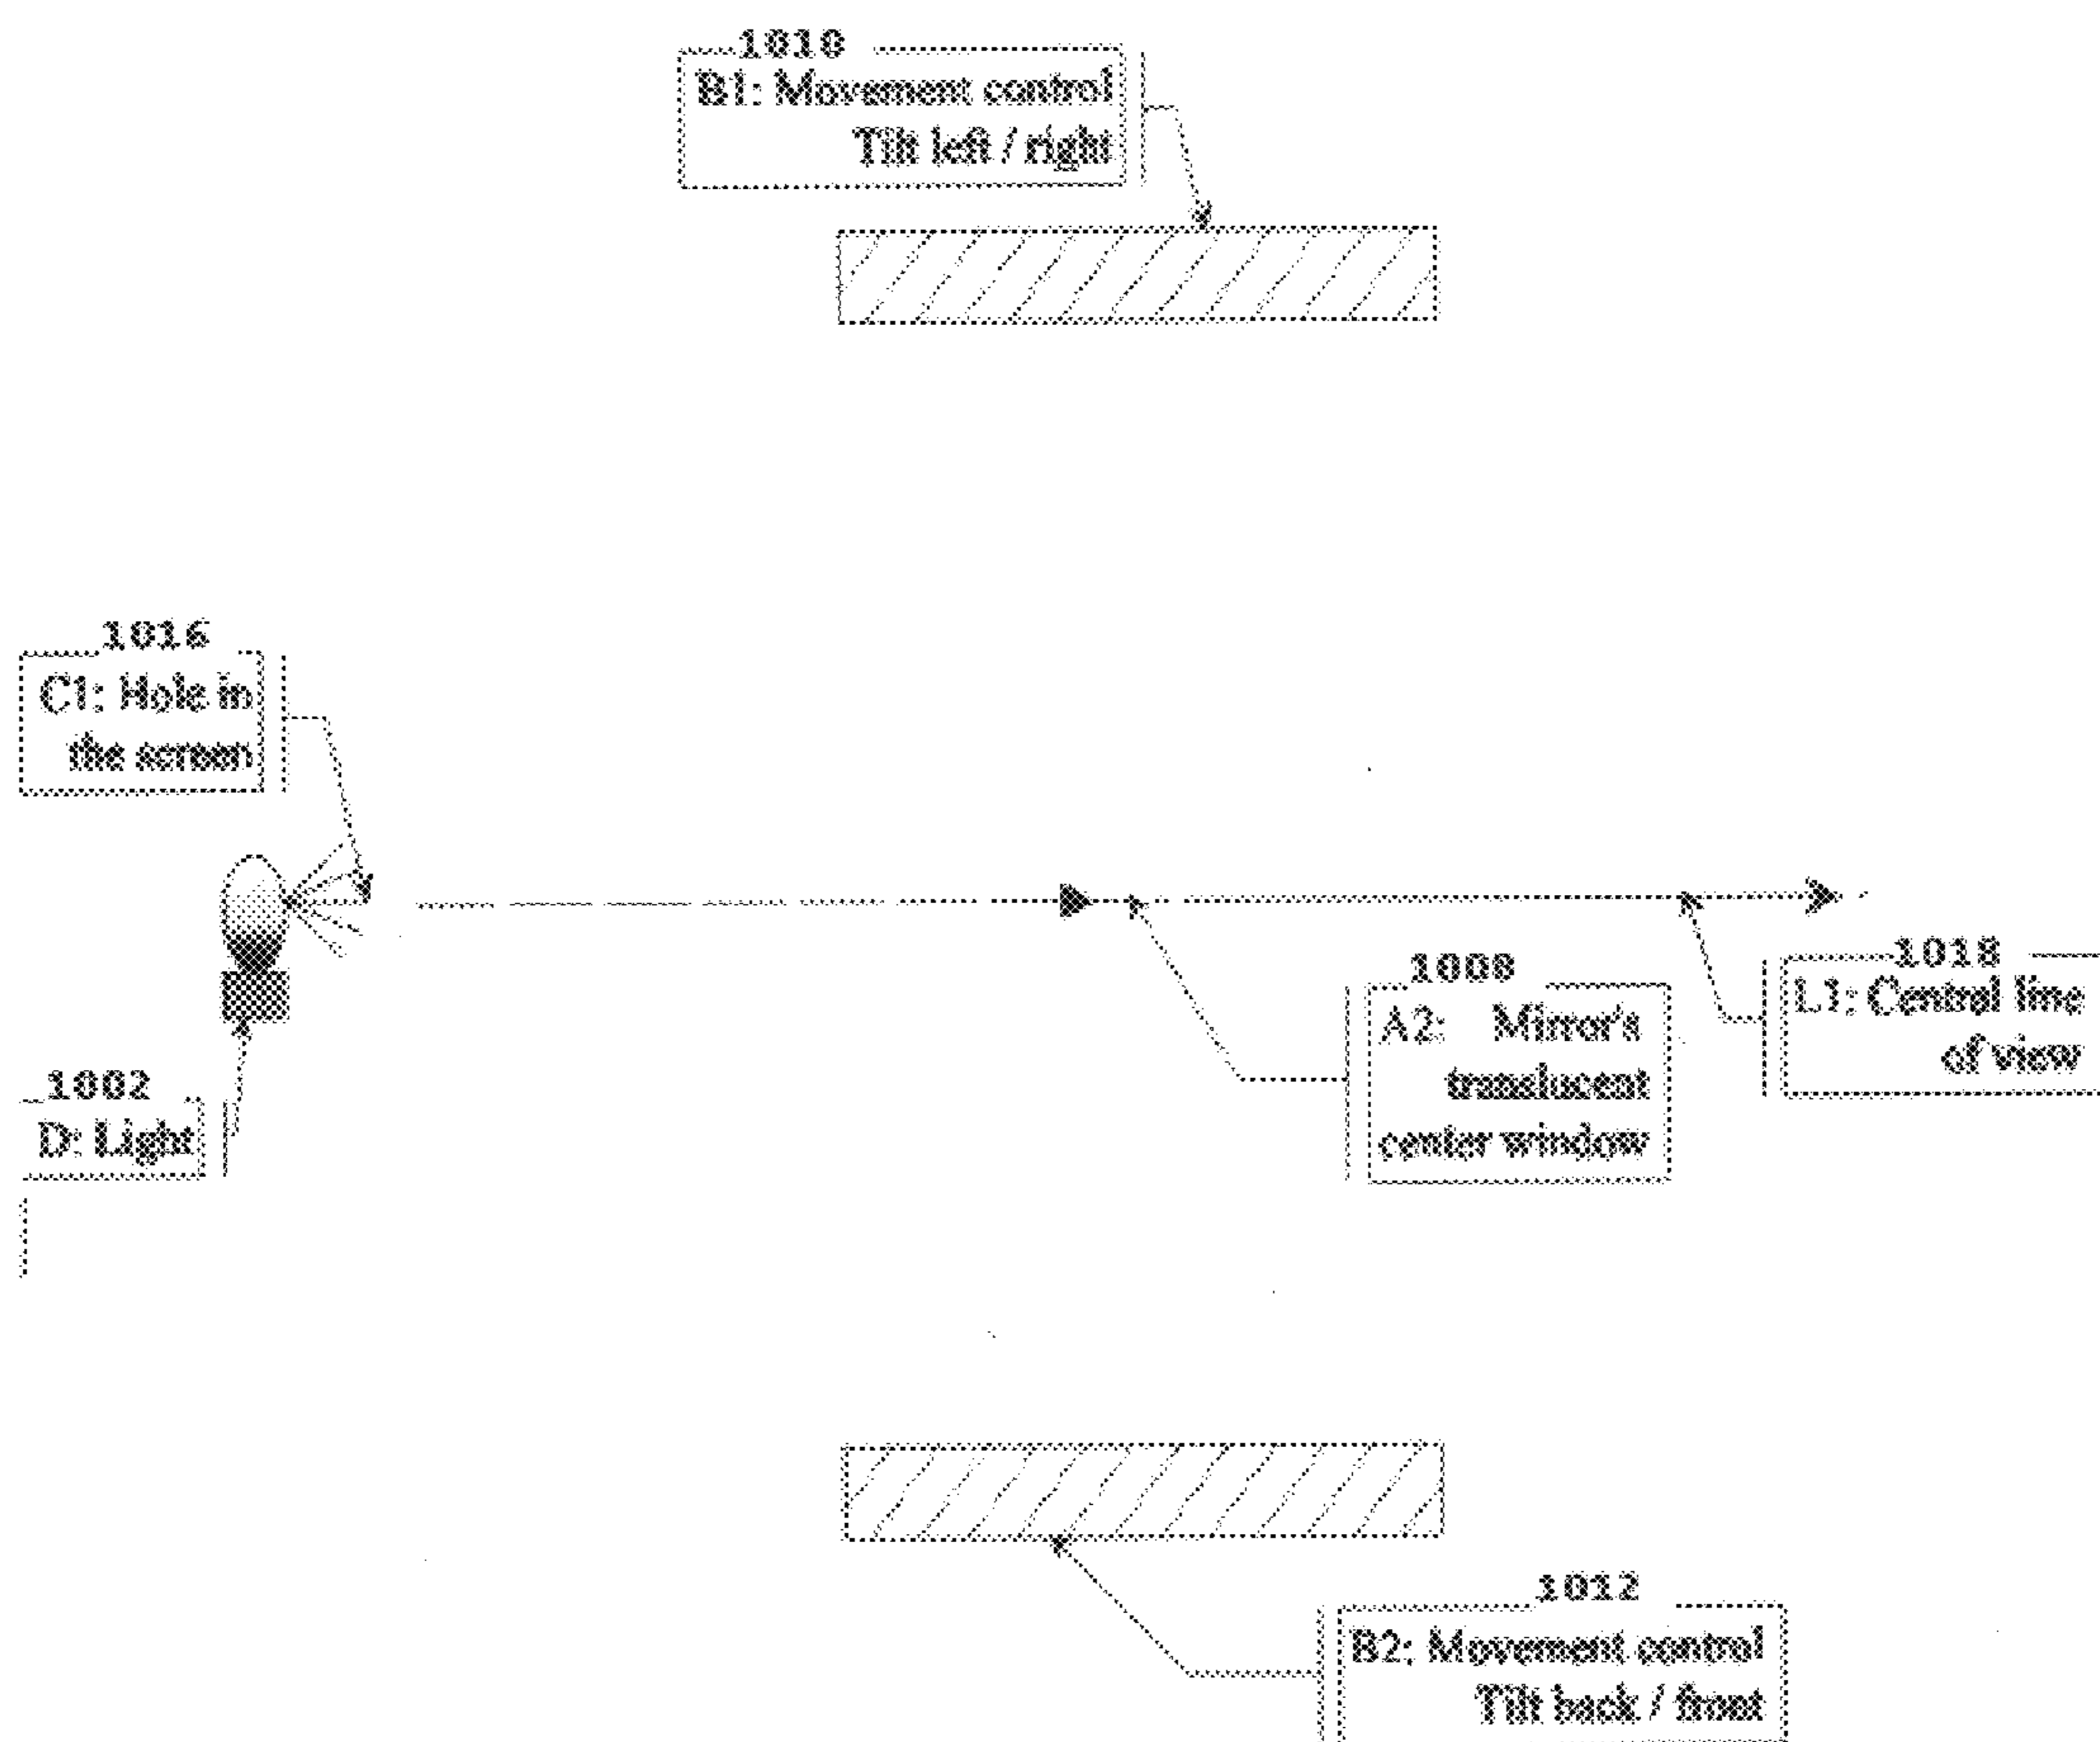 1010
B1: Movement control
Tilt left / right
1016
C1: Hole in
the screen
1018
L1: Central line
of view
1008
A2: Mirror's
translucent
center window
1002
D: Light
1012
B2: Movement control
Tilt back / front